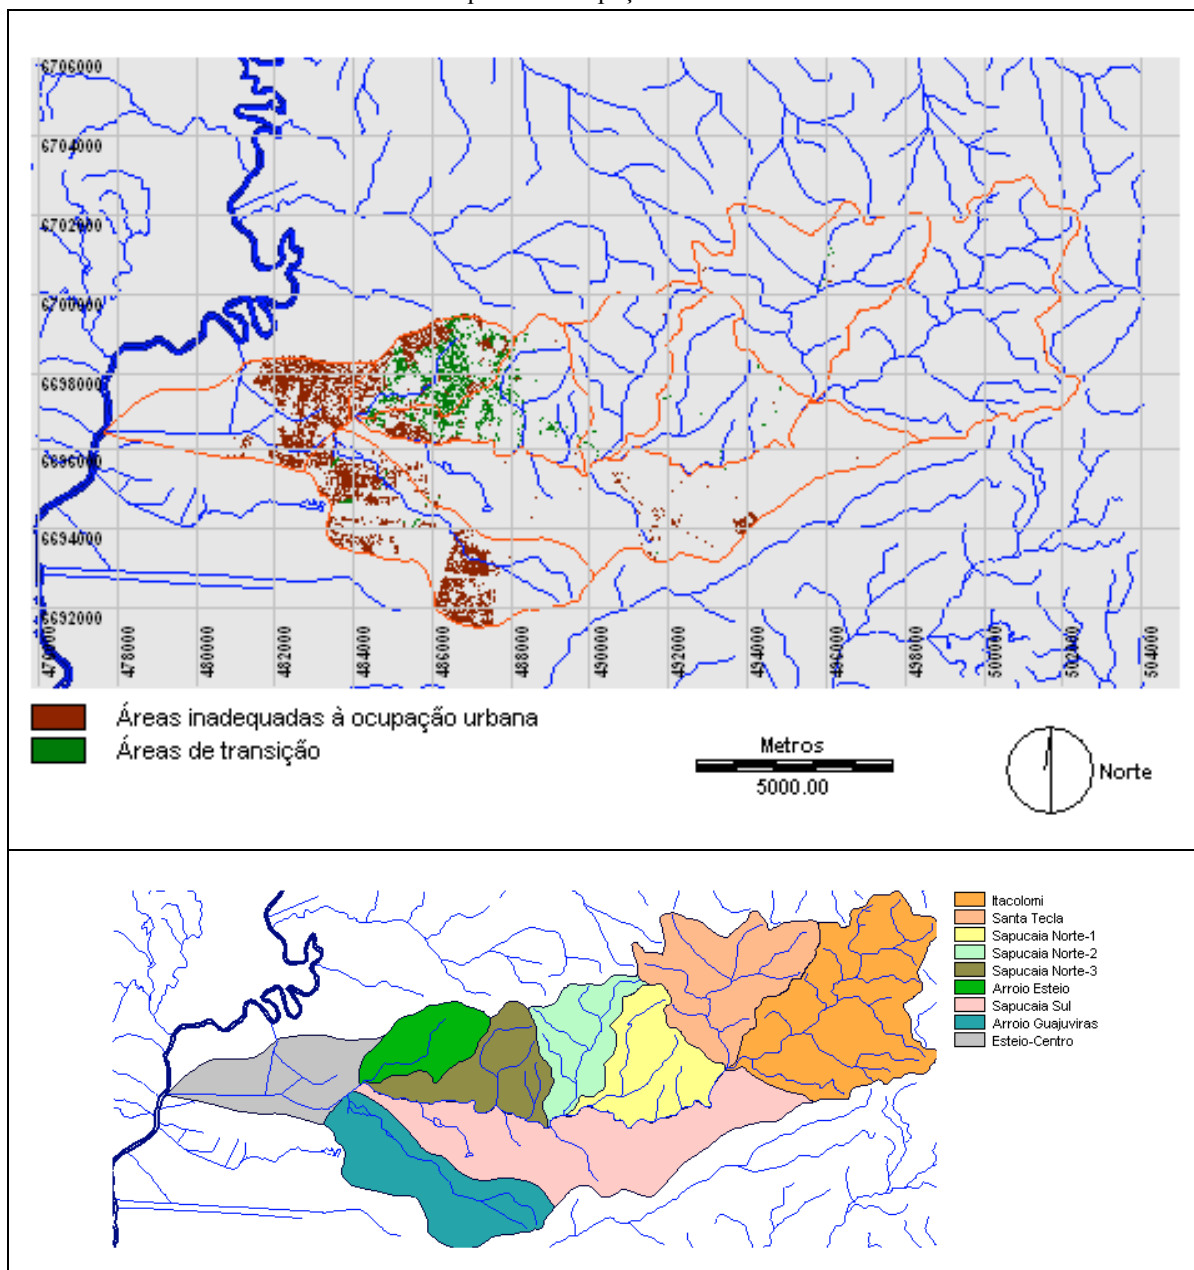 6706000
6704000
6702000
6700000
6698000
6696000
6694000
6692000
478000
480000
482000
484000
486000
488000
490000
492000
494000
496000
498000
500000
502000
504000
Áreas inadequadas à ocupação urbana
Áreas de transição
Metros
5000.00
Norte
Itacolomi
Santa Tecla
Sapucaia Norte-1
Sapucaia Norte-2
Sapucaia Norte-3
Arroio Esteio
Sapucaia Sul
Arroio Guajuviras
Esteio-Centro